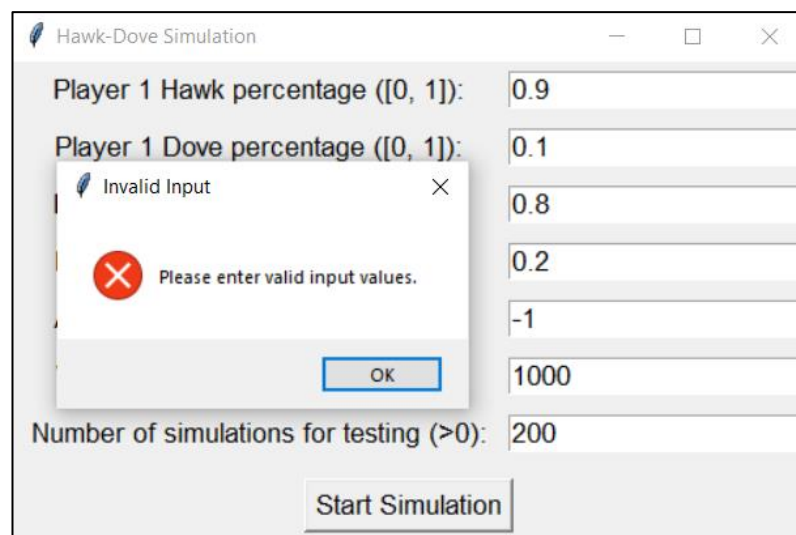 Hawk-Dove Simulation
Player 1 Hawk percentage ([0, 1]): 0.9
Player 1 Dove percentage ([0, 1]): 0.1
Invalid Input
0.8
Please enter valid input values.
0.2
-1
OK
1000
Number of simulations for testing (>0): 200
Start Simulation